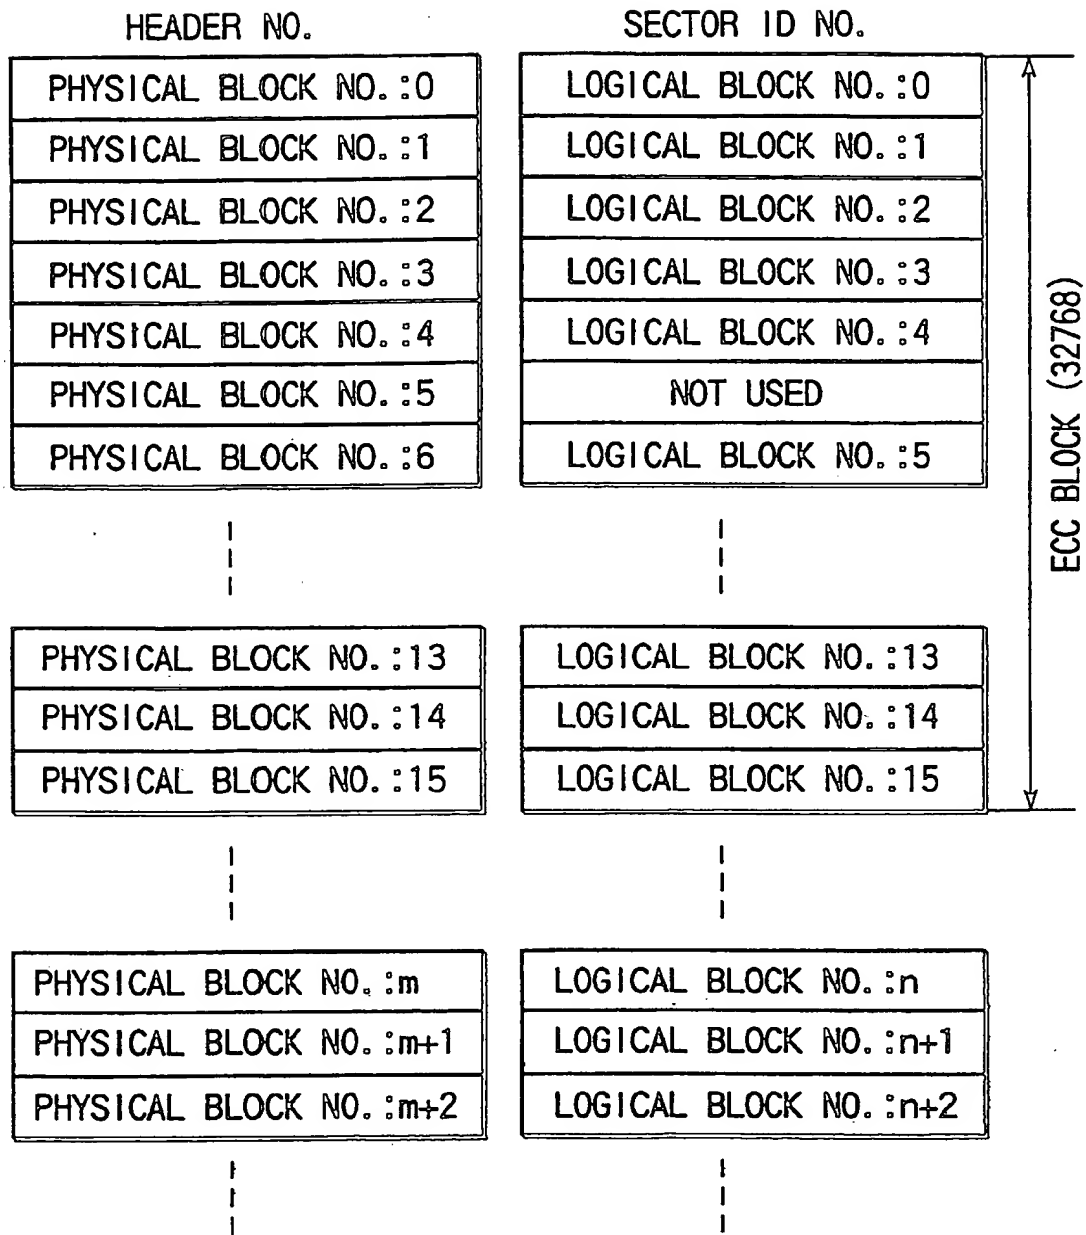 HEADER NO.
SECTOR ID NO.
PHYSICAL BLOCK NO.:0
LOGICAL BLOCK NO.:0
PHYSICAL BLOCK NO.:1
LOGICAL BLOCK NO.:1
PHYSICAL BLOCK NO.:2
LOGICAL BLOCK NO.:2
PHYSICAL BLOCK NO.:3
LOGICAL BLOCK NO.:3
PHYSICAL BLOCK NO.:4
LOGICAL BLOCK NO.:4
PHYSICAL BLOCK NO.:5
NOT USED
PHYSICAL BLOCK NO.:6
LOGICAL BLOCK NO.:5
ECC BLOCK (32768)
PHYSICAL BLOCK NO.:13
LOGICAL BLOCK NO.:13
PHYSICAL BLOCK NO.:14
LOGICAL BLOCK NO.:14
PHYSICAL BLOCK NO.:15
LOGICAL BLOCK NO.:15
PHYSICAL BLOCK NO.:m
LOGICAL BLOCK NO.:n
PHYSICAL BLOCK NO.:m+1
LOGICAL BLOCK NO.:n+1
PHYSICAL BLOCK NO.:m+2
LOGICAL BLOCK NO.:n+2